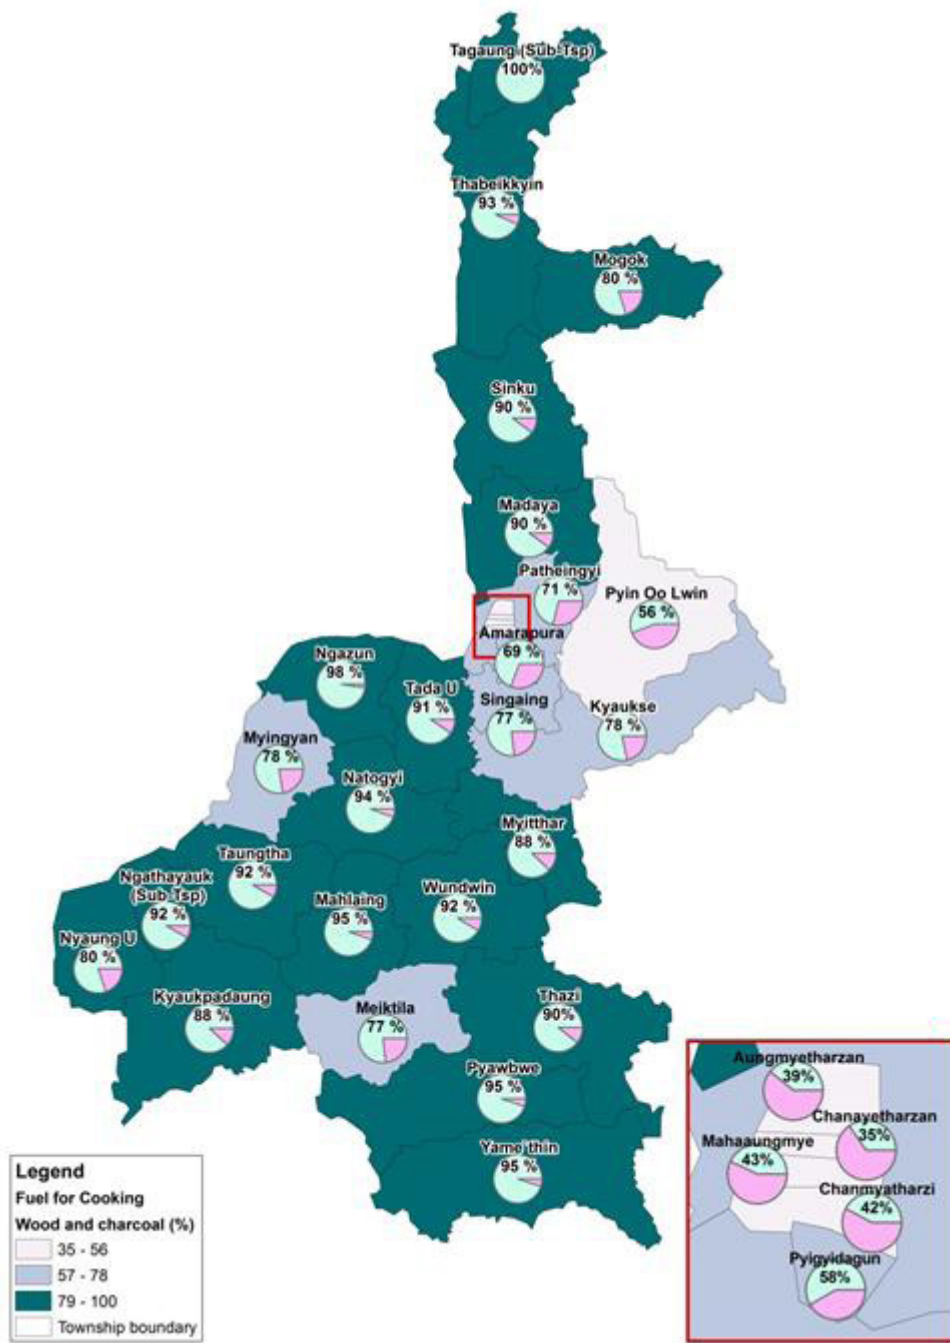 Tagaung (Sub-Tsp)
100%
Thabeikkyin
93 %
Mogok
80 %
Sinku
90 %
Madaya
90 %
Patheingyi
71 %
Pyin Oo Lwin
56 %
Amarapura
69 %
Ngazun
98 %
Tada U
91 %
Singaing
77 %
Kyaukse
78 %
Myingyan
78 %
Natogyi
94 %
Myitthar
88 %
Taungtha
92 %
Ngathayauk
(Sub-Tsp)
92 %
Mahlaing
95 %
Wundwin
92 %
Nyaung U
80 %
Kyaukpadaung
88 %
Meiktila
77 %
Thazi
90%
Pyawbwe
95 %
Yame`thin
95 %
Aungmyetharzan
39%
Chanayetharzan
35%
Mahaaungmye
43%
Chanmyatharzi
42%
Pyigyidagun
58%
Legend
Fuel for Cooking
Wood and charcoal (%)
35 - 56
57 - 78
79 - 100
Township boundary